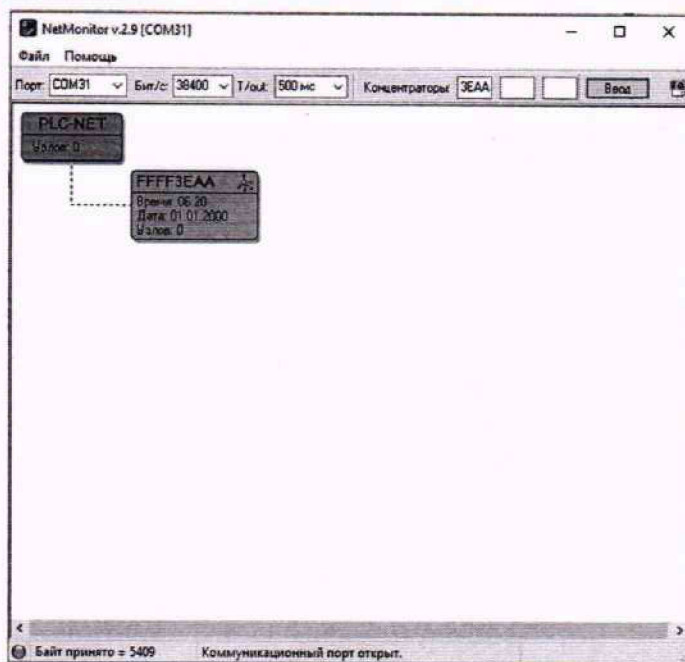 NetMonitor v.2.9 [COM31]
Файл Помощь
Порт: COM31 Бит/с: 38400 T/out: 500 мс Концентраторы: 3EAA Ввод
PLC-NET
Узлов: 0
FFFF3EAA
Время: 06:20
Дата: 01.01.2000
Узлов: 0
Байт принято = 5409 Коммуникационный порт открыт.